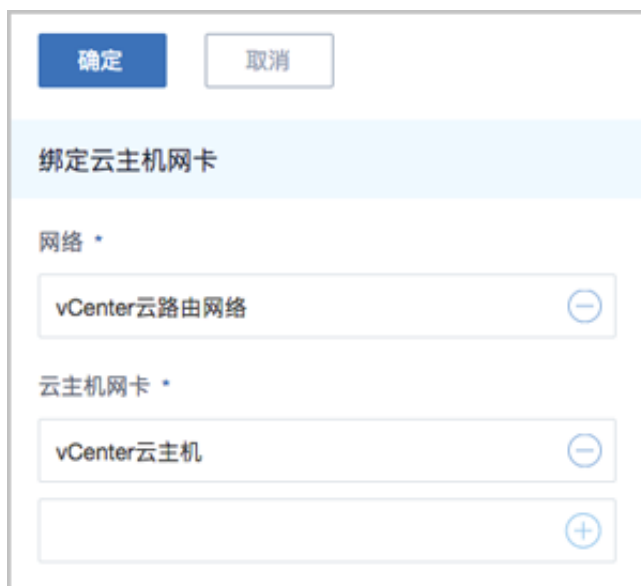 确定 取消
绑定云主机网卡
网络 *
vCenter云路由网络
云主机网卡 *
vCenter云主机